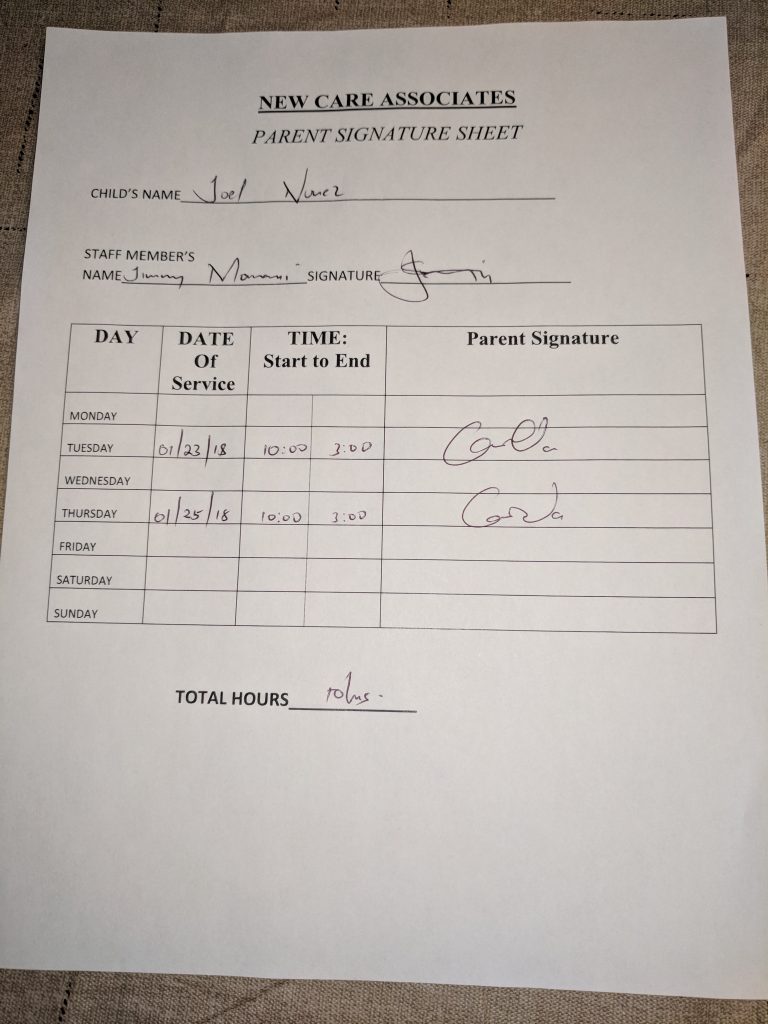 NEW CARE ASSOCIATES
PARENT SIGNATURE SHEET
CHILD'S NAME Joel Nunez
STAFF MEMBER'S
NAME Jimmy SIGNATURE
DAY DATE Of Service TIME: Start to End Parent Signature
MONDAY
TUESDAY 01/23/18 10:00 3:00 Carla
WEDNESDAY
THURSDAY 01/25/18 10:00 3:00 Carla
FRIDAY
SATURDAY
SUNDAY
TOTAL HOURS 10hrs.